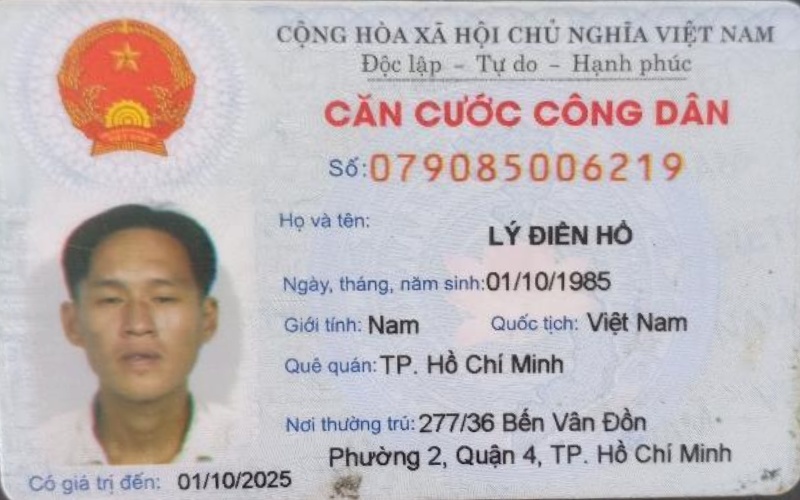 CỘNG HÒA XÃ HỘI CHỦ NGHĨA VIỆT NAM
Độc lập – Tự do – Hạnh phúc
CĂN CƯỚC CÔNG DÂN
Số: 079085006219
Họ và tên:
LÝ ĐIỀN HỒ
Ngày, tháng, năm sinh: 01/10/1985
Giới tính: Nam Quốc tịch: Việt Nam
Quê quán: TP. Hồ Chí Minh
Nơi thường trú: 277/36 Bến Vân Đồn
Phường 2, Quận 4, TP. Hồ Chí Minh
Có giá trị đến: 01/10/2025